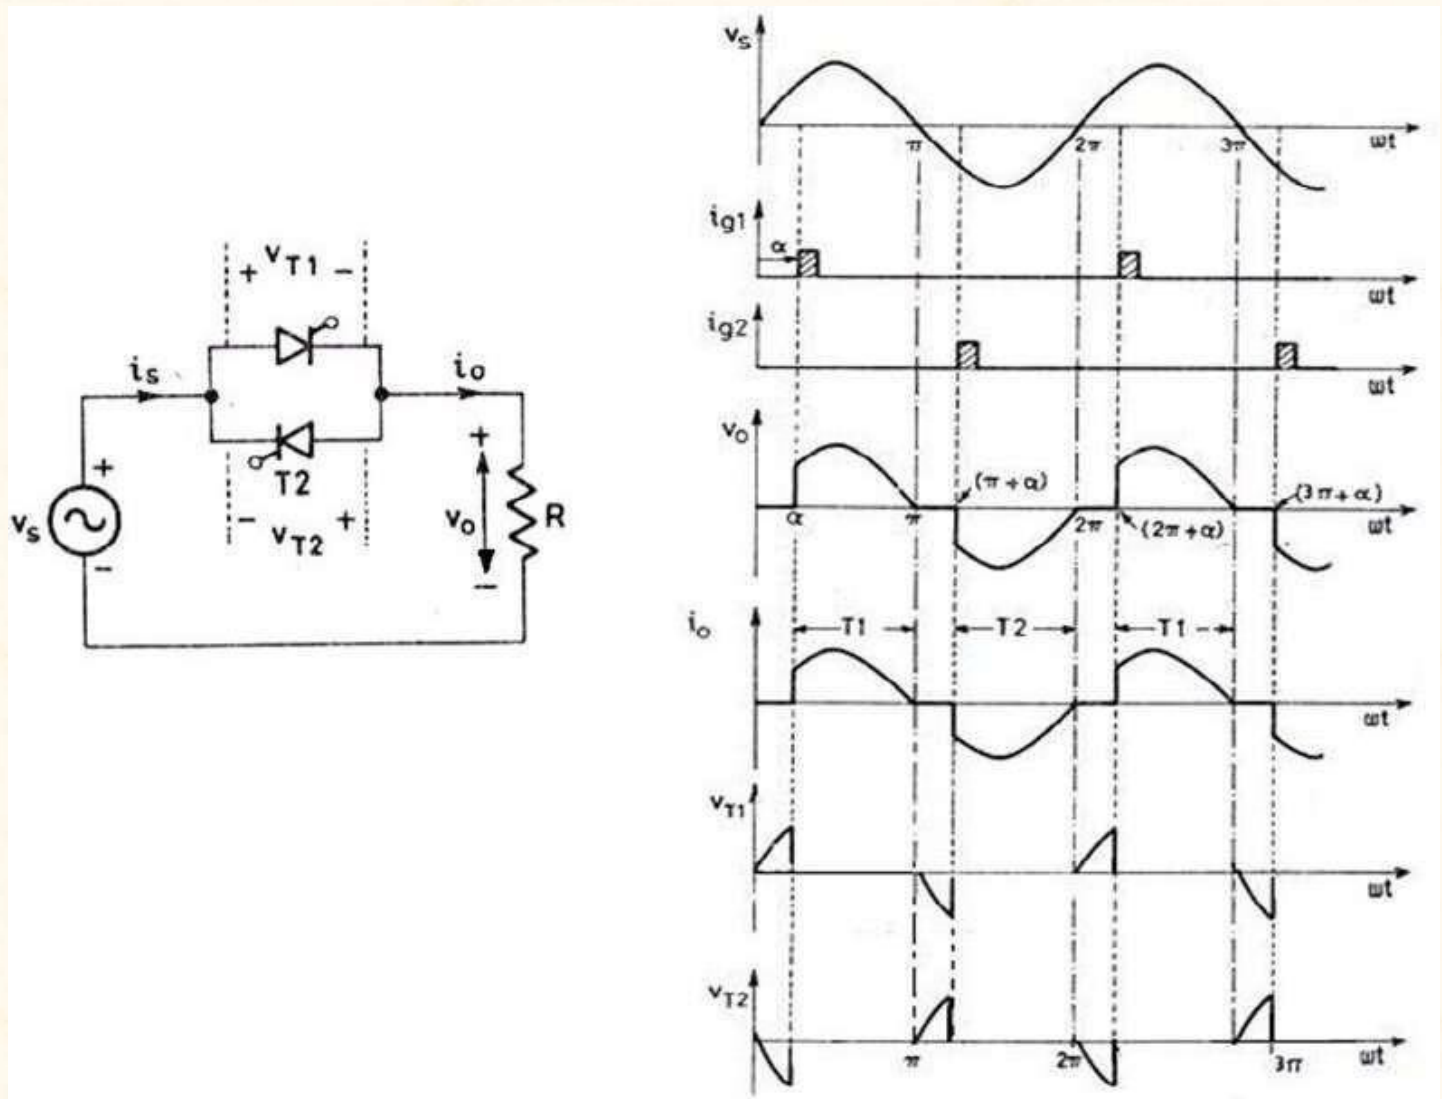 + vT1 −
is
io
T2
− vT2 +
+
vs
−
+
vo
−
R
vs
π
2π
3π
ωt
ig1
α
ωt
ig2
ωt
vo
α
π
(π+α)
2π
(2π+α)
(3π+α)
ωt
io
T1
T2
T1
ωt
vT1
ωt
vT2
π
2π
3π
ωt